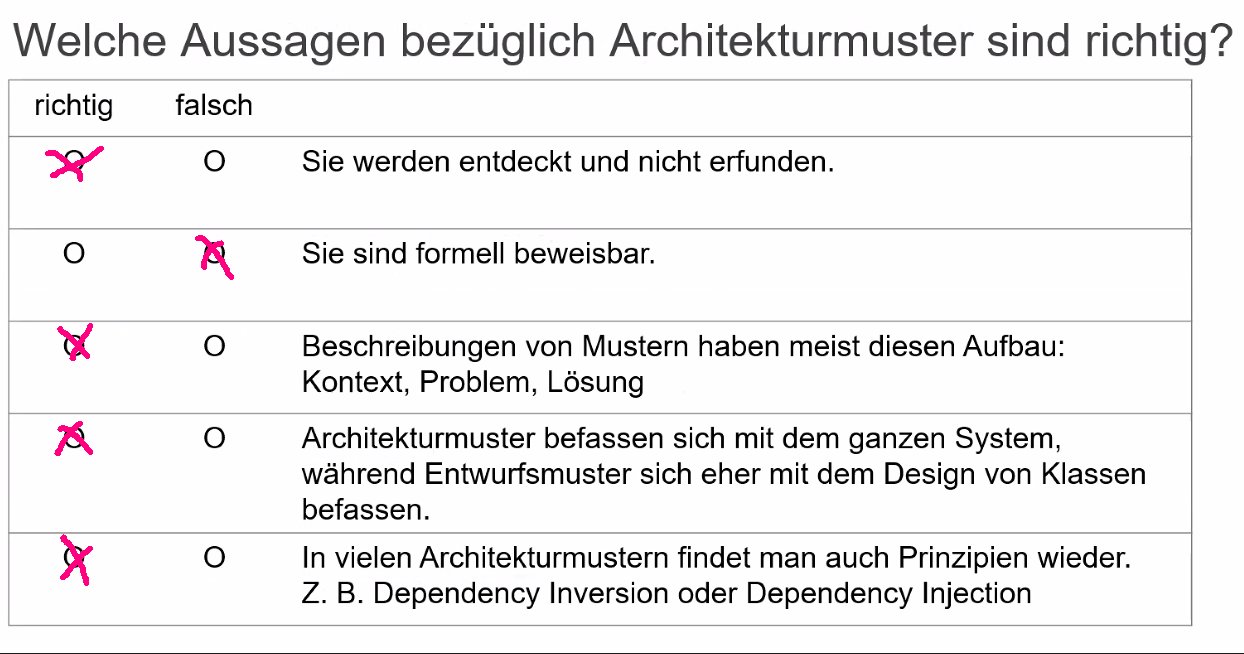 Welche Aussagen bezüglich Architekturmuster sind richtig?
richtig falsch
O O Sie werden entdeckt und nicht erfunden.
O O Sie sind formell beweisbar.
O O Beschreibungen von Mustern haben meist diesen Aufbau:
Kontext, Problem, Lösung
O O Architekturmuster befassen sich mit dem ganzen System,
während Entwurfsmuster sich eher mit dem Design von Klassen
befassen.
O O In vielen Architekturmustern findet man auch Prinzipien wieder.
Z. B. Dependency Inversion oder Dependency Injection